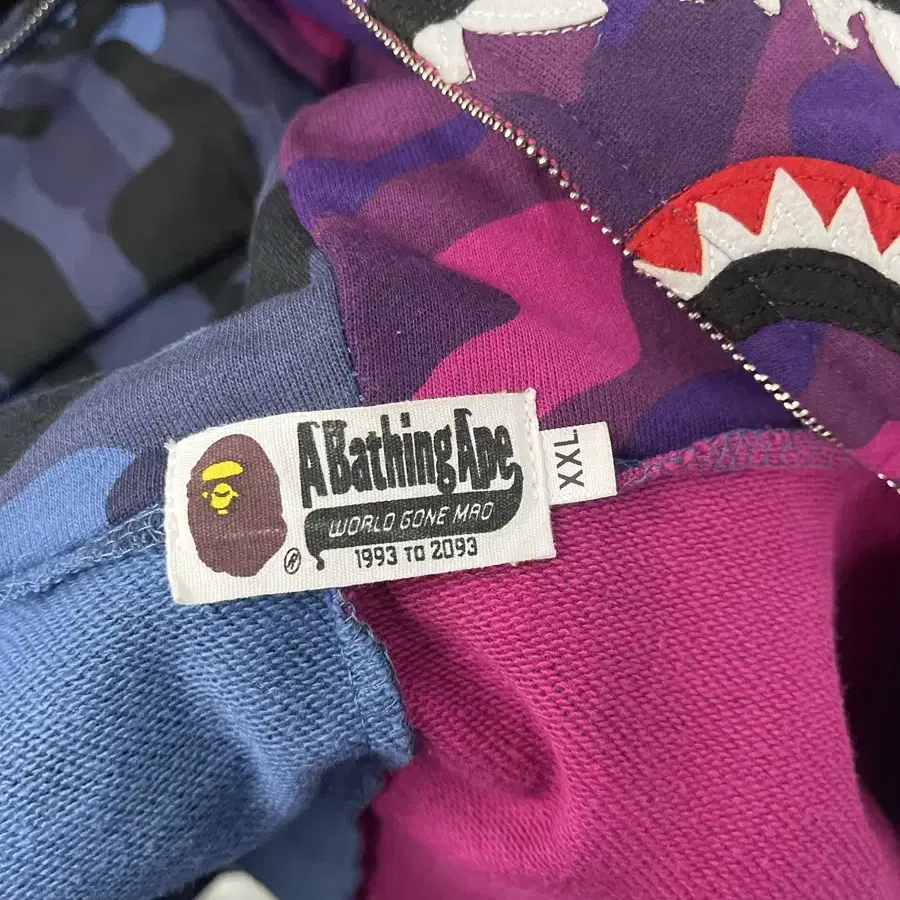 A Bathing Ape
WORLD GONE MAD
®
1993 TO 2093
XXL